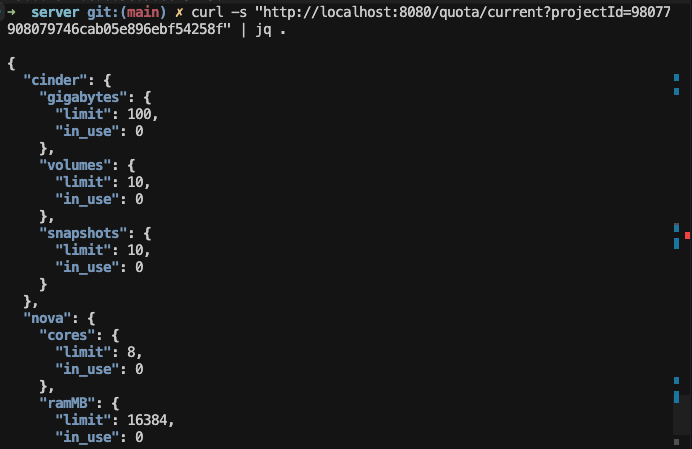 ➜  server git:(main) ✗ curl -s "http://localhost:8080/quota/current?projectId=98077
908079746cab05e896ebf54258f" | jq .
{
  "cinder": {
    "gigabytes": {
      "limit": 100,
      "in_use": 0
    },
    "volumes": {
      "limit": 10,
      "in_use": 0
    },
    "snapshots": {
      "limit": 10,
      "in_use": 0
    }
  },
  "nova": {
    "cores": {
      "limit": 8,
      "in_use": 0
    },
    "ramMB": {
      "limit": 16384,
      "in_use": 0